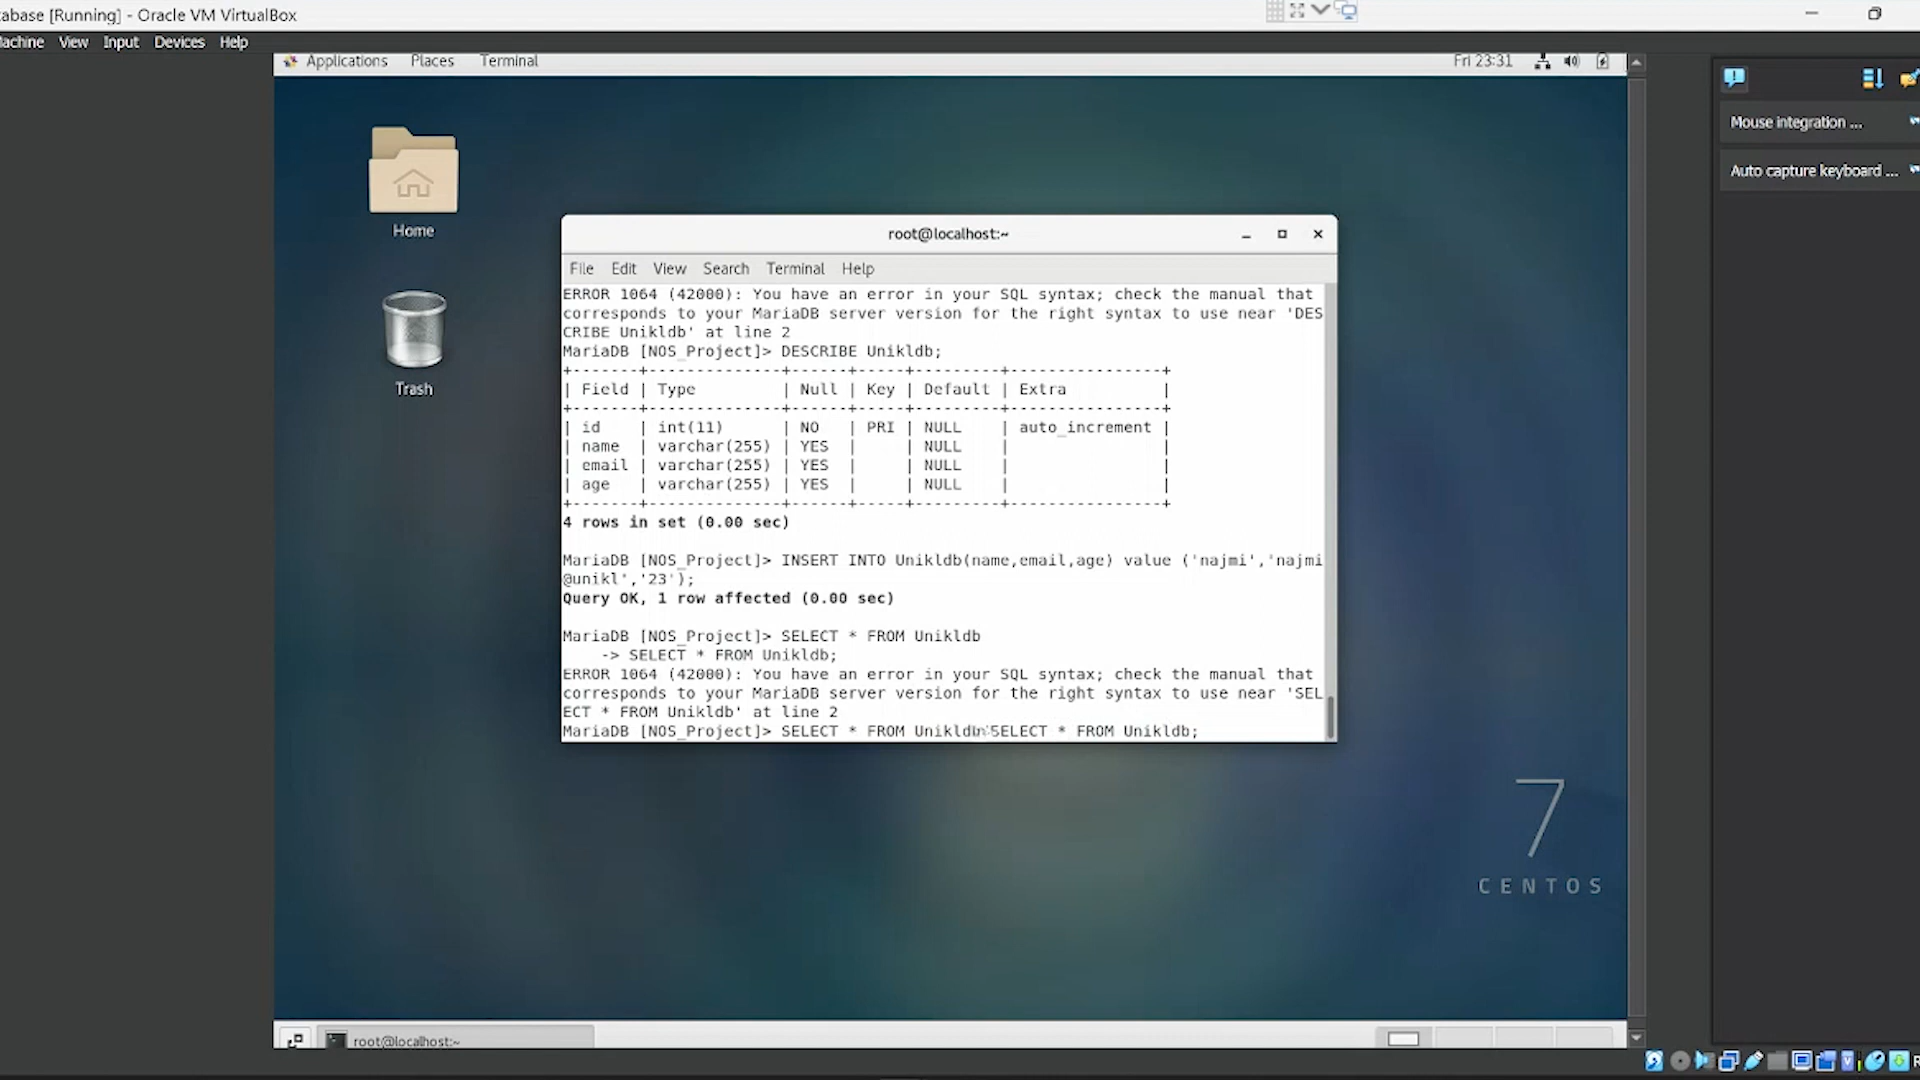 tabase [Running] - Oracle VM VirtualBox
Machine View Input Devices Help
Applications Places Terminal Fri 23:31
Mouse integration ...
Auto capture keyboard ...
Home
Trash
root@localhost:~
File Edit View Search Terminal Help
ERROR 1064 (42000): You have an error in your SQL syntax; check the manual that
corresponds to your MariaDB server version for the right syntax to use near 'DES
CRIBE Unikldb' at line 2
MariaDB [NOS_Project]> DESCRIBE Unikldb;
+-------+--------------+------+-----+---------+----------------+
| Field | Type         | Null | Key | Default | Extra          |
+-------+--------------+------+-----+---------+----------------+
| id    | int(11)      | NO   | PRI | NULL    | auto_increment |
| name  | varchar(255) | YES  |     | NULL    |                |
| email | varchar(255) | YES  |     | NULL    |                |
| age   | varchar(255) | YES  |     | NULL    |                |
+-------+--------------+------+-----+---------+----------------+
4 rows in set (0.00 sec)
MariaDB [NOS_Project]> INSERT INTO Unikldb(name,email,age) value ('najmi','najmi
@unikl','23');
Query OK, 1 row affected (0.00 sec)
MariaDB [NOS_Project]> SELECT * FROM Unikldb
-> SELECT * FROM Unikldb;
ERROR 1064 (42000): You have an error in your SQL syntax; check the manual that
corresponds to your MariaDB server version for the right syntax to use near 'SEL
ECT * FROM Unikldb' at line 2
MariaDB [NOS_Project]> SELECT * FROM SELECT * FROM Unikldb;
7
CENTOS
root@localhost:~